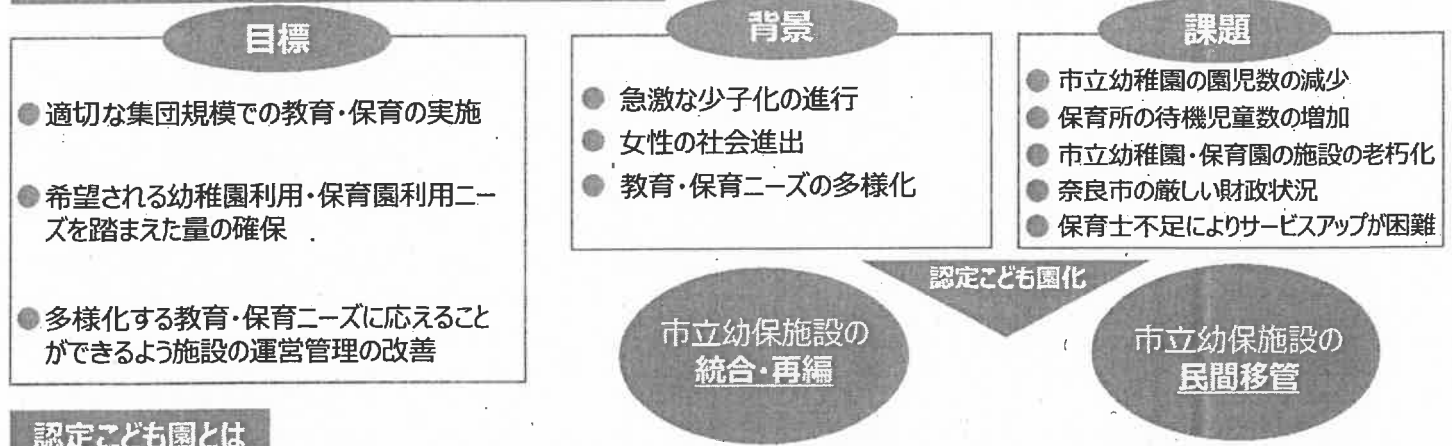 目標
●適切な集団規模での教育・保育の実施
●希望される幼稚園利用・保育園利用ニー
ズを踏まえた量の確保
●多様化する教育・保育ニーズに応えること
ができるよう施設の運営管理の改善
背景
●急激な少子化の進行
●女性の社会進出
●教育・保育ニーズの多様化
課題
●市立幼稚園の園児数の減少
●保育所の待機児童数の増加
●市立幼稚園・保育園の施設の老朽化
●奈良市の厳しい財政状況
●保育士不足によりサービスアップが困難
認定こども園化
市立幼保施設の
統合・再編
市立幼保施設の
民間移管
認定こども園とは